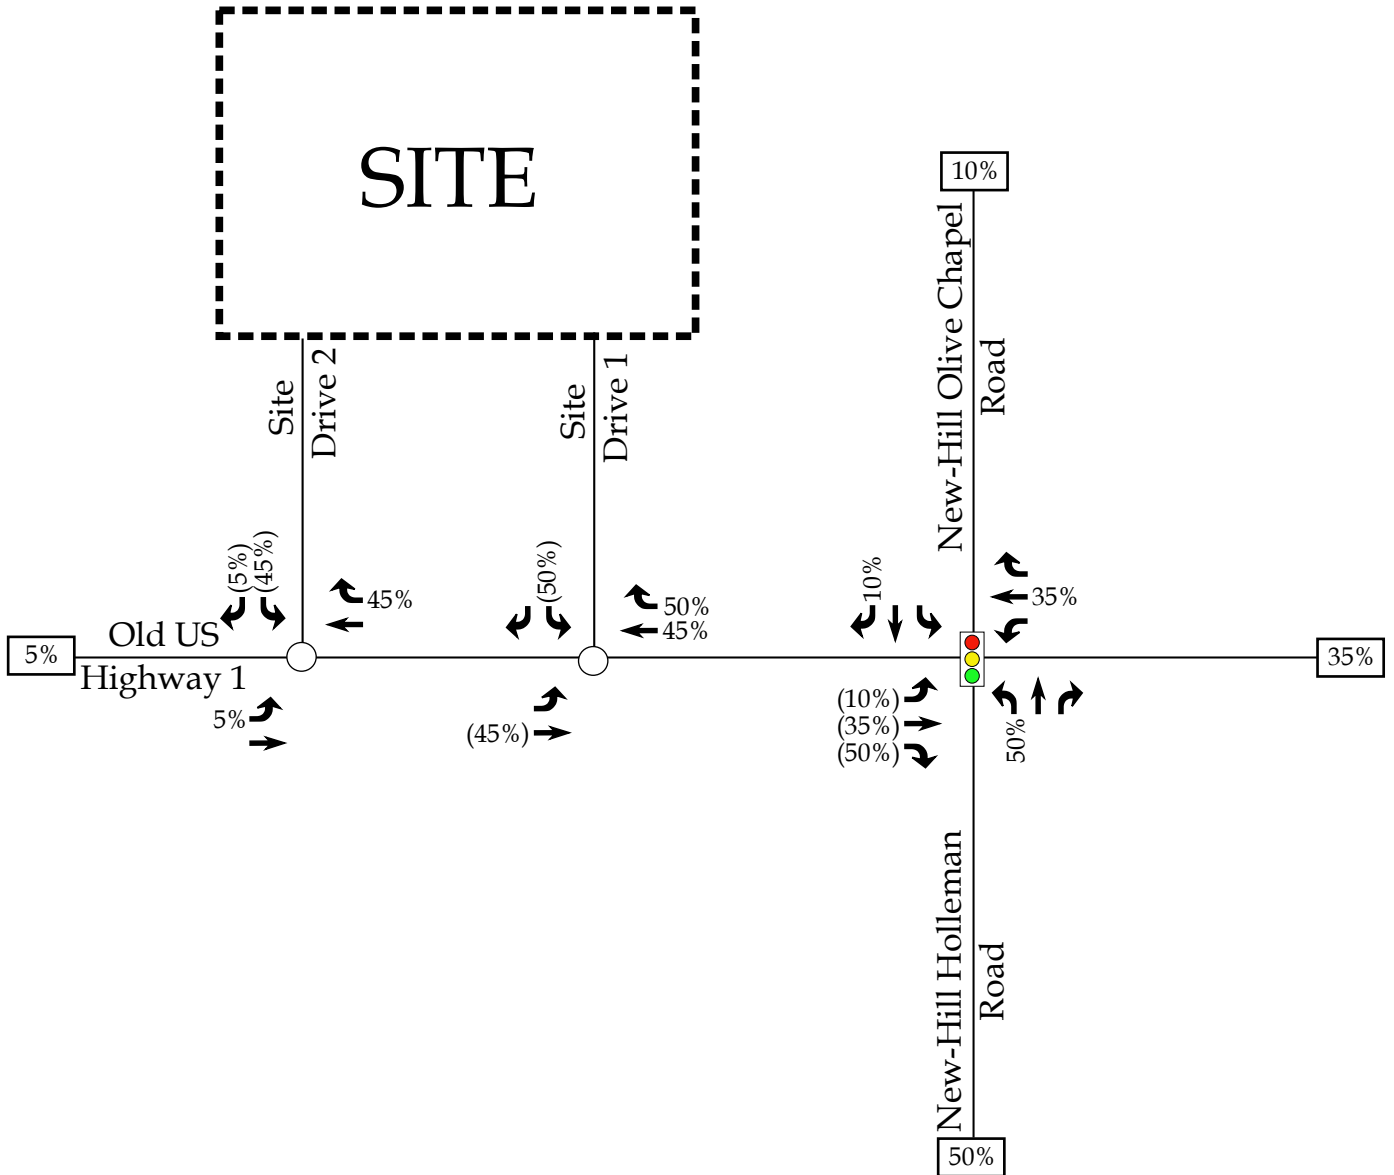 SITE
10%
New-Hill Olive Chapel
Road
Site
Drive 2
Site
Drive 1
(5%)
(45%)
45%
(50%)
50%
45%
10%
35%
5%
Old US
Highway 1
35%
5%
(45%)
(10%)
(35%)
(50%)
50%
New-Hill Holleman
Road
50%